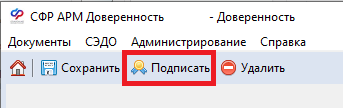 СФР АРМ Доверенность - Доверенность
Документы СЭДО Администрирование Справка
Сохранить Подписать Удалить